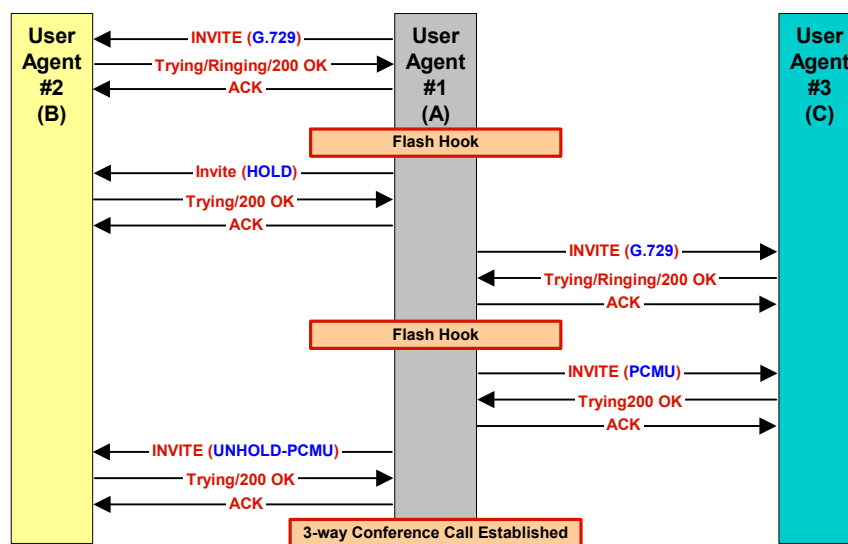 User
Agent
#2
(B)
User
Agent
#1
(A)
User
Agent
#3
(C)
INVITE (G.729)
Trying/Ringing/200 OK
ACK
Flash Hook
Invite (HOLD)
Trying/200 OK
ACK
INVITE (G.729)
Trying/Ringing/200 OK
ACK
Flash Hook
INVITE (PCMU)
Trying200 OK
ACK
INVITE (UNHOLD-PCMU)
Trying/200 OK
ACK
3-way Conference Call Established